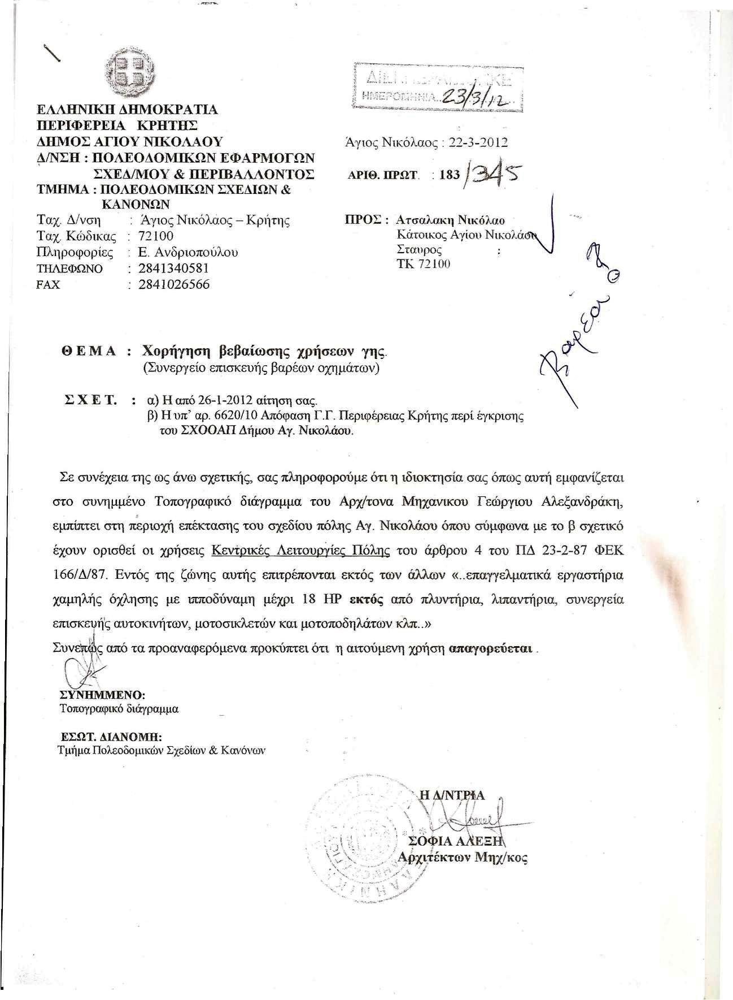 ΗΜΕΡΟΜΗΝΙΑ..23/3/12..
ΕΛΛΗΝΙΚΗ ΔΗΜΟΚΡΑΤΙΑ
ΠΕΡΙΦΕΡΕΙΑ ΚΡΗΤΗΣ
ΔΗΜΟΣ ΑΓΙΟΥ ΝΙΚΟΛΑΟΥ
Δ/ΝΣΗ : ΠΟΛΕΟΔΟΜΙΚΩΝ ΕΦΑΡΜΟΓΩΝ
ΣΧΕΔ/ΜΟΥ & ΠΕΡΙΒΑΛΛΟΝΤΟΣ
ΤΜΗΜΑ : ΠΟΛΕΟΔΟΜΙΚΩΝ ΣΧΕΔΙΩΝ &
ΚΑΝΟΝΩΝ
Ταχ. Δ/νση : Άγιος Νικόλαος – Κρήτης
Ταχ. Κώδικας : 72100
Πληροφορίες : Ε. Ανδριοπούλου
ΤΗΛΕΦΩΝΟ : 2841340581
FAX : 2841026566
Άγιος Νικόλαος : 22-3-2012
ΑΡΙΘ. ΠΡΩΤ. : 183/345
ΠΡΟΣ : Ατσαλακη Νικόλαο
Κάτοικος Αγίου Νικολάου
Σταυρος :
ΤΚ 72100
Βαρέα
Θ Ε Μ Α : Χορήγηση βεβαίωσης χρήσεων γης.
(Συνεργείο επισκευής βαρέων οχημάτων)
Σ Χ Ε Τ. : α) Η από 26-1-2012 αίτηση σας.
β) Η υπ’ αρ. 6620/10 Απόφαση Γ.Γ. Περιφέρειας Κρήτης περί έγκρισης
του ΣΧΟΟΑΠ Δήμου Αγ. Νικολάου.
Σε συνέχεια της ως άνω σχετικής, σας πληροφορούμε ότι η ιδιοκτησία σας όπως αυτή εμφανίζεται
στο συνημμένο Τοπογραφικό διάγραμμα του Αρχ/τονα Μηχανικου Γεώργιου Αλεξανδράκη,
εμπίπτει στη περιοχή επέκτασης του σχεδίου πόλης Αγ. Νικολάου όπου σύμφωνα με το β σχετικό
έχουν ορισθεί οι χρήσεις Κεντρικές Λειτουργίες Πόλης του άρθρου 4 του ΠΔ 23-2-87 ΦΕΚ
166/Δ/87. Εντός της ζώνης αυτής επιτρέπονται εκτός των άλλων «..επαγγελματικά εργαστήρια
χαμηλής όχλησης με ιπποδύναμη μέχρι 18 ΗΡ εκτός από πλυντήρια, λιπαντήρια, συνεργεία
επισκευής αυτοκινήτων, μοτοσικλετών και μοτοποδηλάτων κλπ..»
Συνεπώς από τα προαναφερόμενα προκύπτει ότι η αιτούμενη χρήση απαγορεύεται .
ΣΥΝΗΜΜΕΝΟ:
Τοπογραφικό διάγραμμα
ΕΣΩΤ. ΔΙΑΝΟΜΗ:
Τμήμα Πολεοδομικών Σχεδίων & Κανόνων
Η Δ/ΝΤΡΙΑ
ΣΟΦΙΑ ΑΛΕΞΗ
Αρχιτέκτων Μηχ/κος